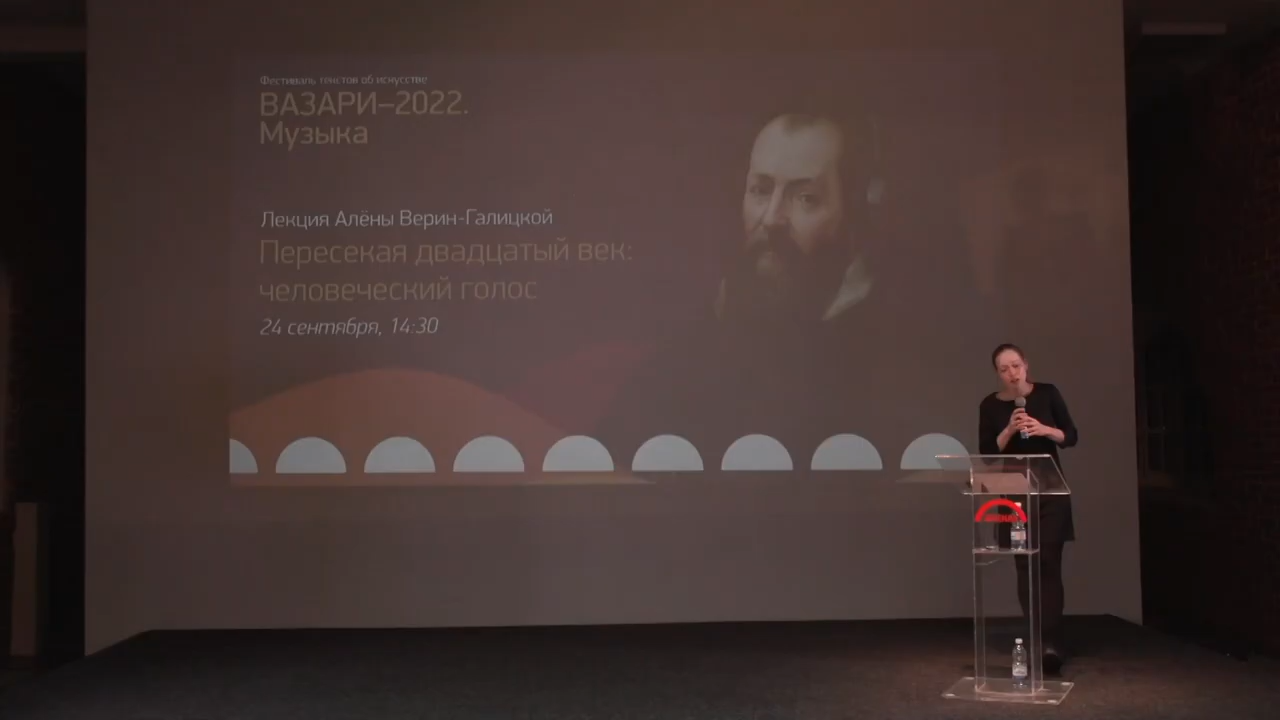 Фестиваль текстов об искусстве
ВАЗАРИ–2022.
Музыка
Лекция Алёны Верин-Галицкой
Пересекая двадцатый век:
человеческий голос
24 сентября, 14:30